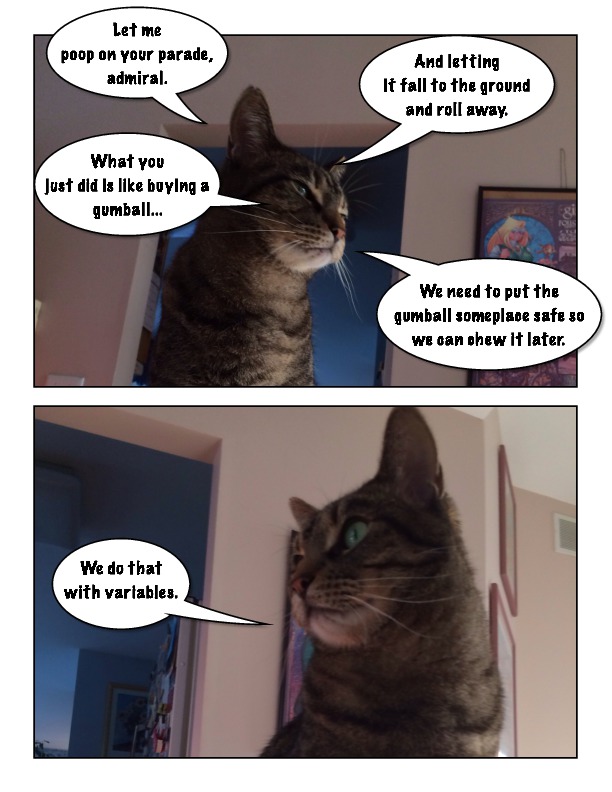 Let me
poop on your parade,
admiral.
What you
just did is like buying a
gumball...
And letting
it fall to the ground
and roll away.
We need to put the
gumball someplace safe so
we can chew it later.
We do that
with variables.